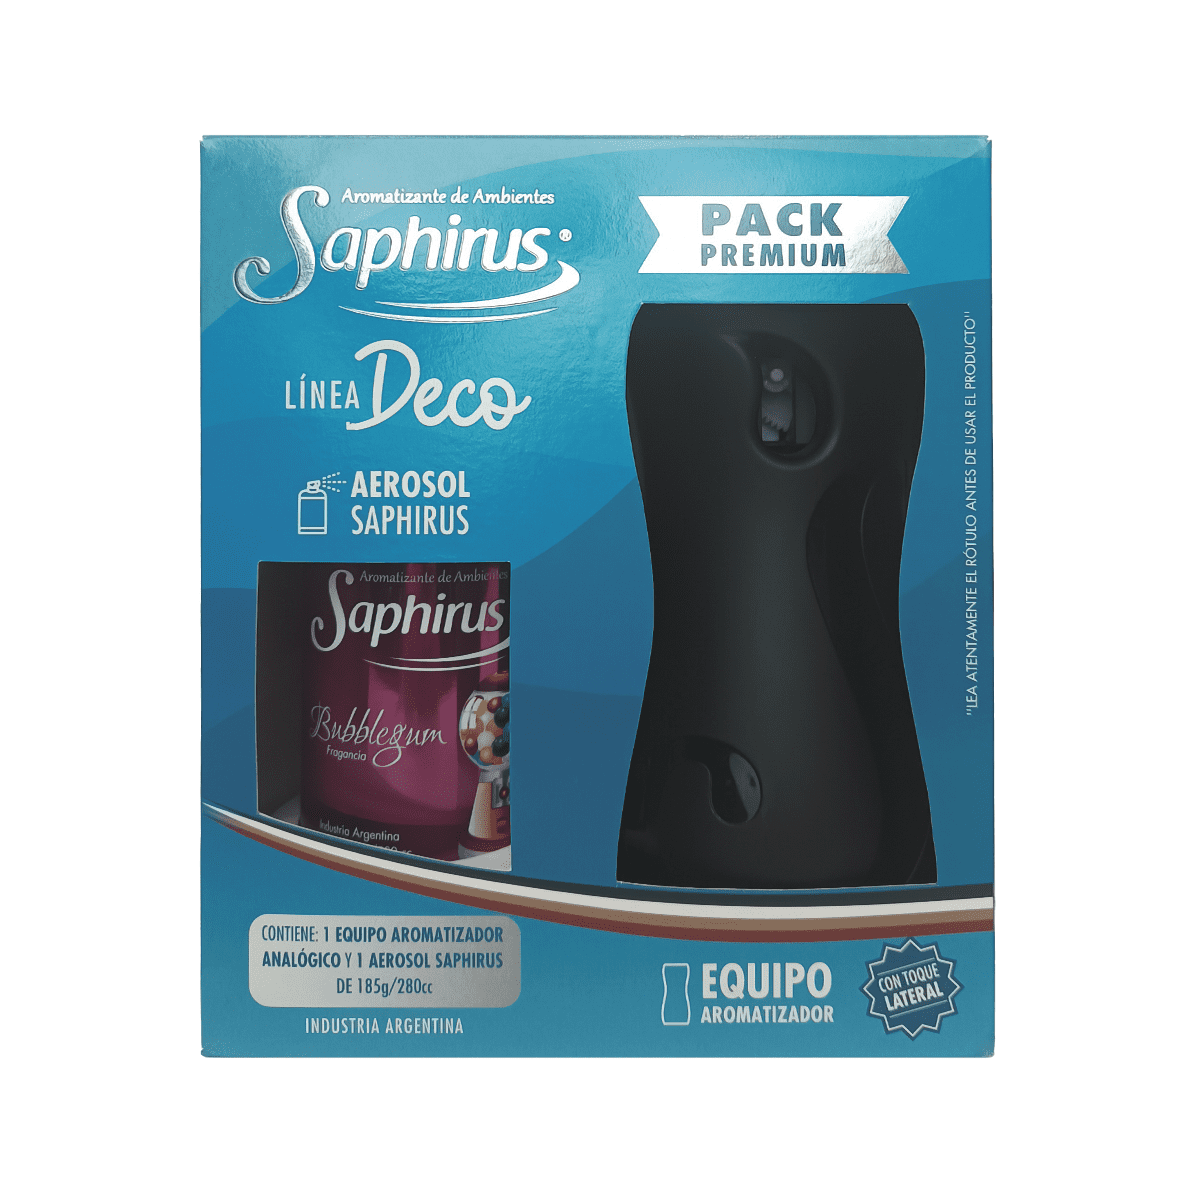 Aromatizante de Ambientes
Saphirus®
LÍNEA Deco
AEROSOL
SAPHIRUS
PACK
PREMIUM
"LEA ATENTAMENTE EL RÓTULO ANTES DE USAR EL PRODUCTO"
Aromatizante de Ambientes
Saphirus
Bubblegum
Fragancia
Industria Argentina
CONTIENE: 1 EQUIPO AROMATIZADOR
ANALÓGICO Y 1 AEROSOL SAPHIRUS
DE 185g/280cc
INDUSTRIA ARGENTINA
EQUIPO
AROMATIZADOR
CON TOQUE
LATERAL